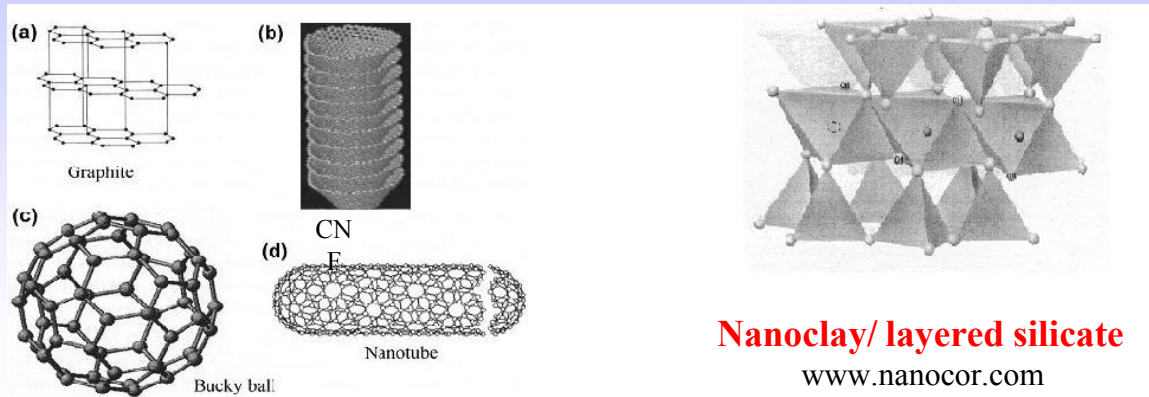 (a)
Graphite
(b)
CN
F
(c)
Bucky ball
(d)
Nanotube
Nanoclay/ layered silicate
www.nanocor.com